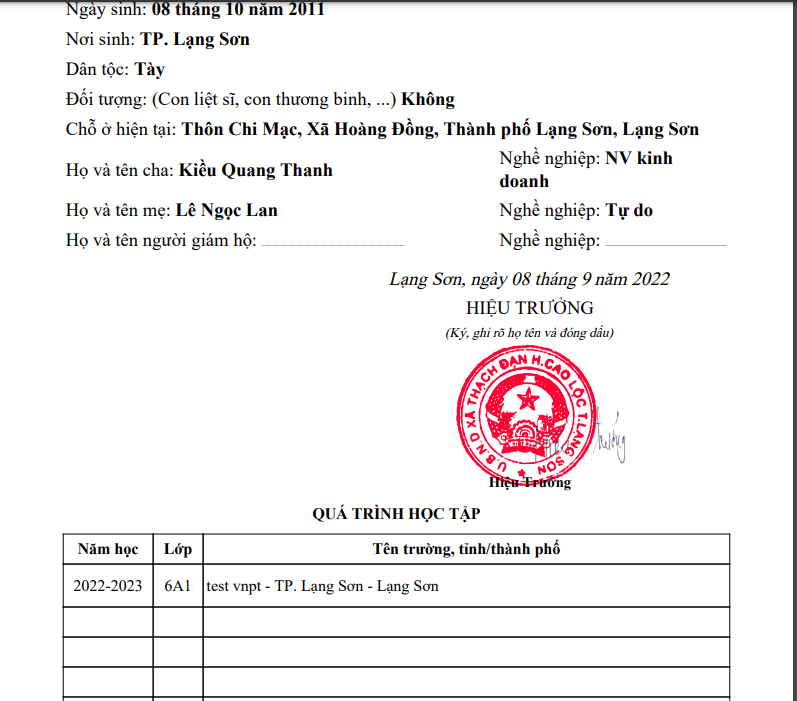 Ngày sinh: 08 tháng 10 năm 2011
Nơi sinh: TP. Lạng Sơn
Dân tộc: Tày
Đối tượng: (Con liệt sĩ, con thương binh, ...) Không
Chỗ ở hiện tại: Thôn Chi Mạc, Xã Hoàng Đồng, Thành phố Lạng Sơn, Lạng Sơn
Họ và tên cha: Kiều Quang Thanh Nghề nghiệp: NV kinh
doanh
Họ và tên mẹ: Lê Ngọc Lan Nghề nghiệp: Tự do
Họ và tên người giám hộ: Nghề nghiệp:
Lạng Sơn, ngày 08 tháng 9 năm 2022
HIỆU TRƯỞNG
(Ký, ghi rõ họ tên và đóng dấu)
U.B.N.D XÃ THẠCH ĐẠN H.CAO LỘC T.LẠNG SƠN
Hiệu Trưởng
QUÁ TRÌNH HỌC TẬP
Năm học Lớp Tên trường, tỉnh/thành phố
2022-2023 6A1 test vnpt - TP. Lạng Sơn - Lạng Sơn